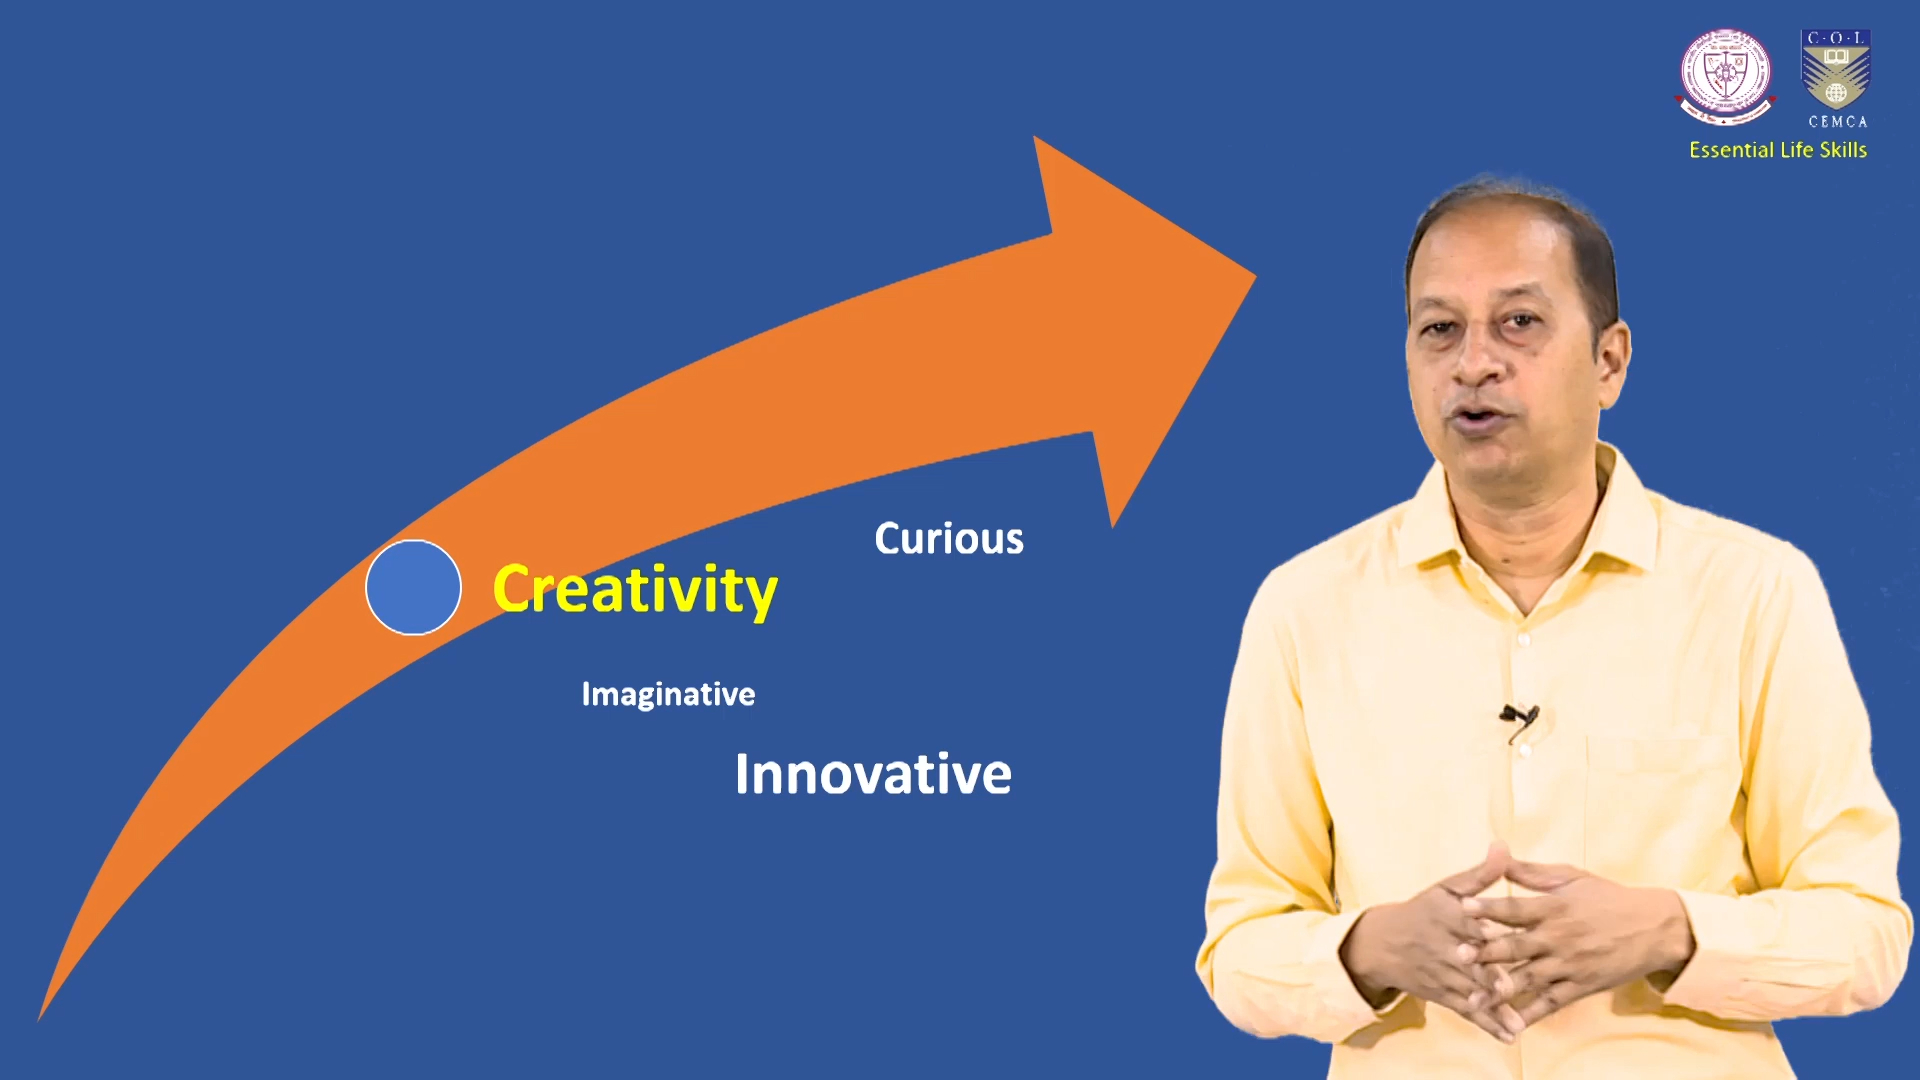 C·O·L
CEMCA
Essential Life Skills
Curious
Creativity
Imaginative
Innovative